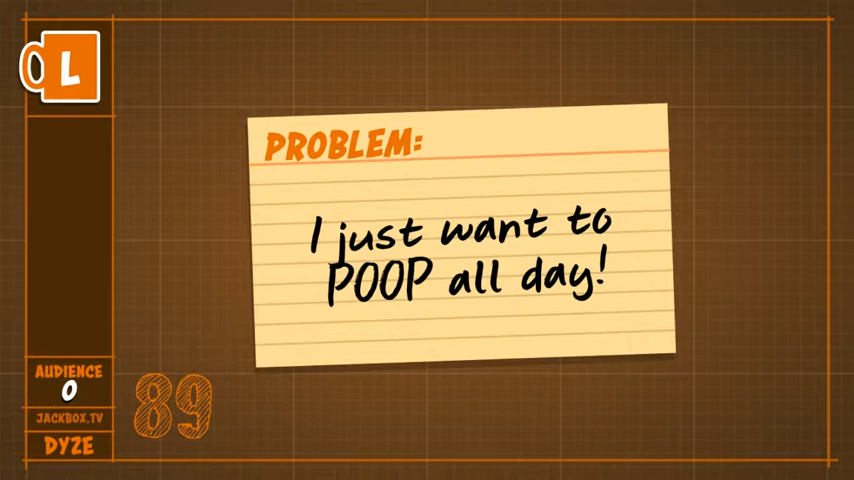 L
PROBLEM:
I just want to
POOP all day!
AUDIENCE
0
JACKBOX.TV
DYZE
89